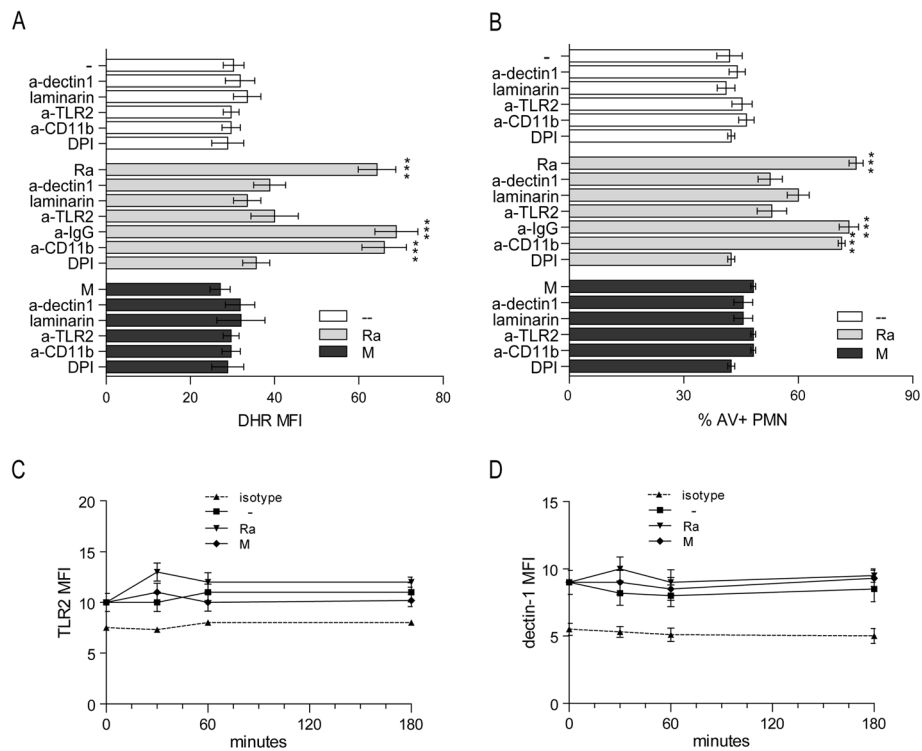 A
-
a-dectin1
laminarin
a-TLR2
a-CD11b
DPI
Ra
a-dectin1
laminarin
a-TLR2
a-IgG
a-CD11b
DPI
M
a-dectin1
laminarin
a-TLR2
a-CD11b
DPI
***
***
***
--
Ra
M
0 20 40 60 80
DHR MFI
B
-
a-dectin1
laminarin
a-TLR2
a-CD11b
DPI
Ra
a-dectin1
laminarin
a-TLR2
a-IgG
a-CD11b
DPI
M
a-dectin1
laminarin
a-TLR2
a-CD11b
DPI
***
***
***
--
Ra
M
0 30 60 90
% AV+ PMN
C
isotype
-
Ra
M
TLR2 MFI
20
15
10
5
0
0 60 120 180
minutes
D
isotype
-
Ra
M
dectin-1 MFI
15
10
5
0
0 60 120 180
minutes